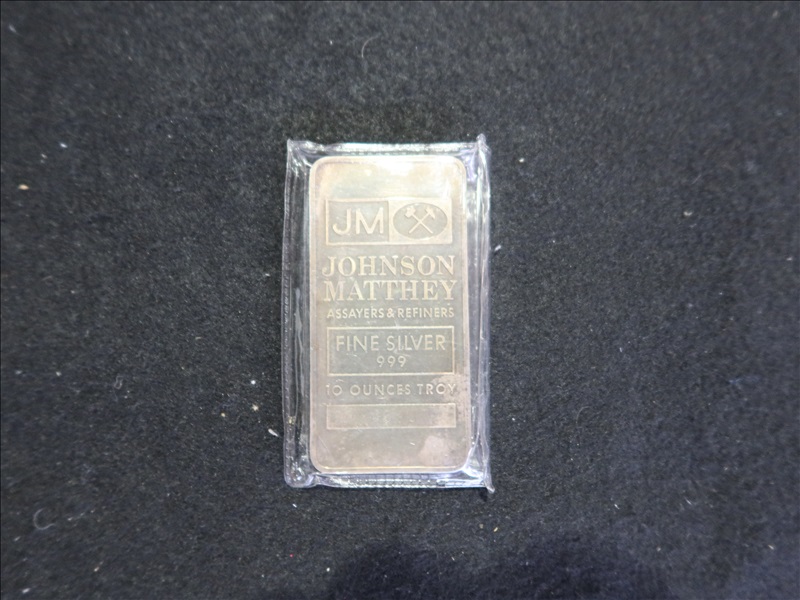 JM
JOHNSON
MATTHEY
ASSAYERS & REFINERS
FINE SILVER
999
10 OUNCES TROY